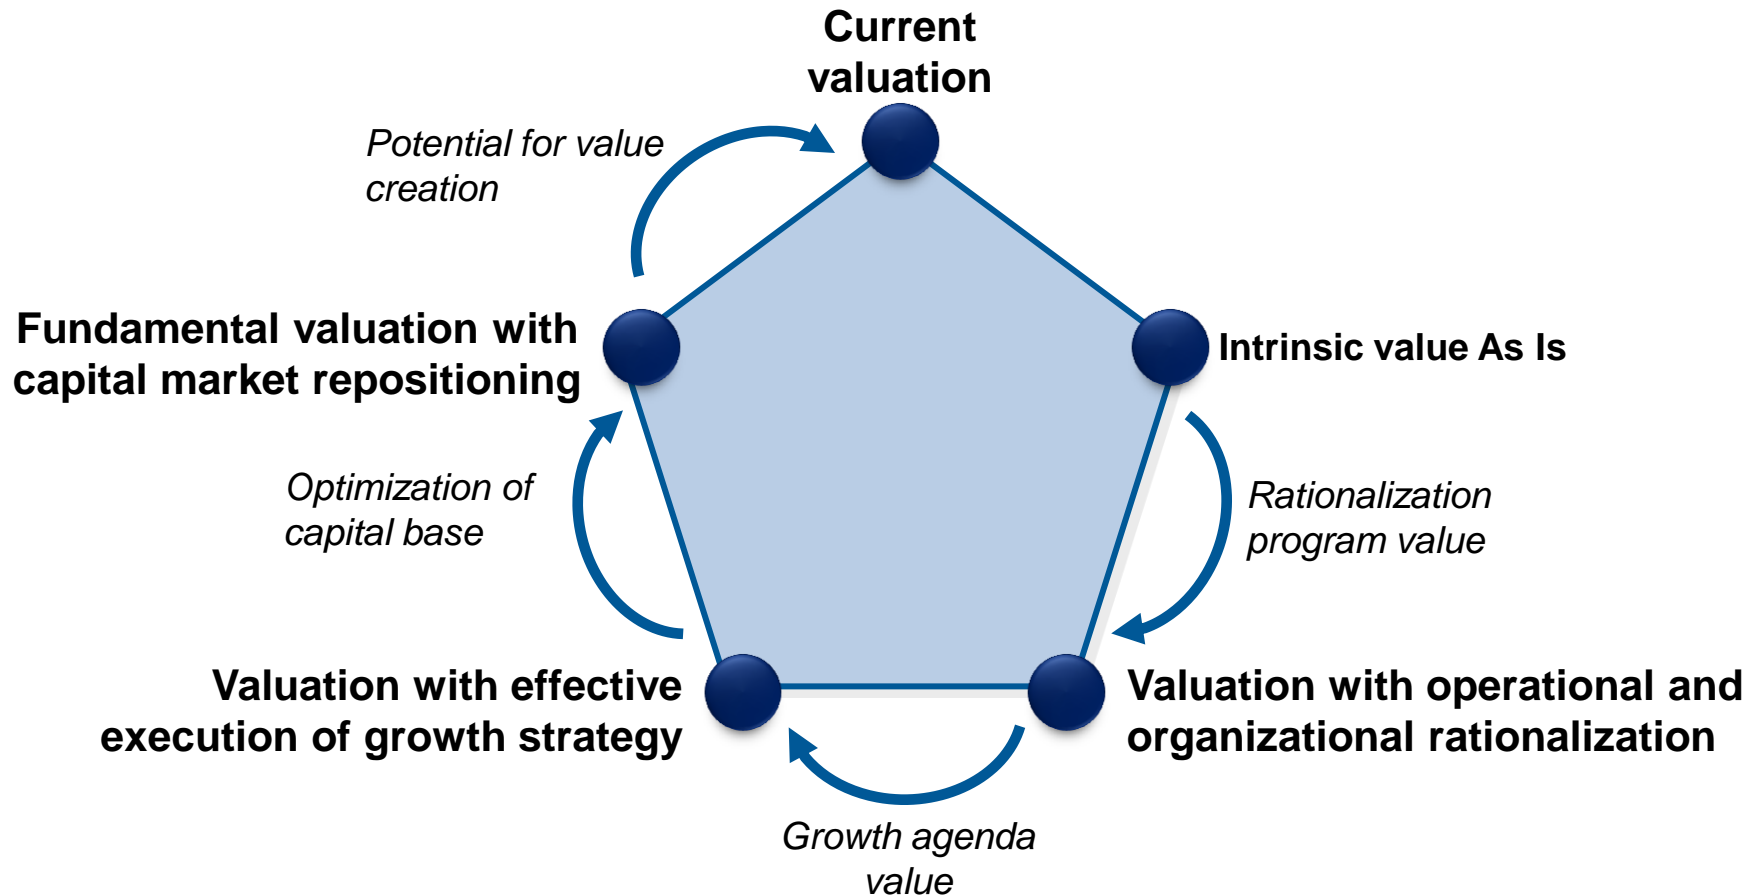 Current
valuation
Potential for value
creation
Fundamental valuation with
capital market repositioning
Intrinsic value As Is
Optimization of
capital base
Rationalization
program value
Valuation with effective
execution of growth strategy
Valuation with operational and
organizational rationalization
Growth agenda
value